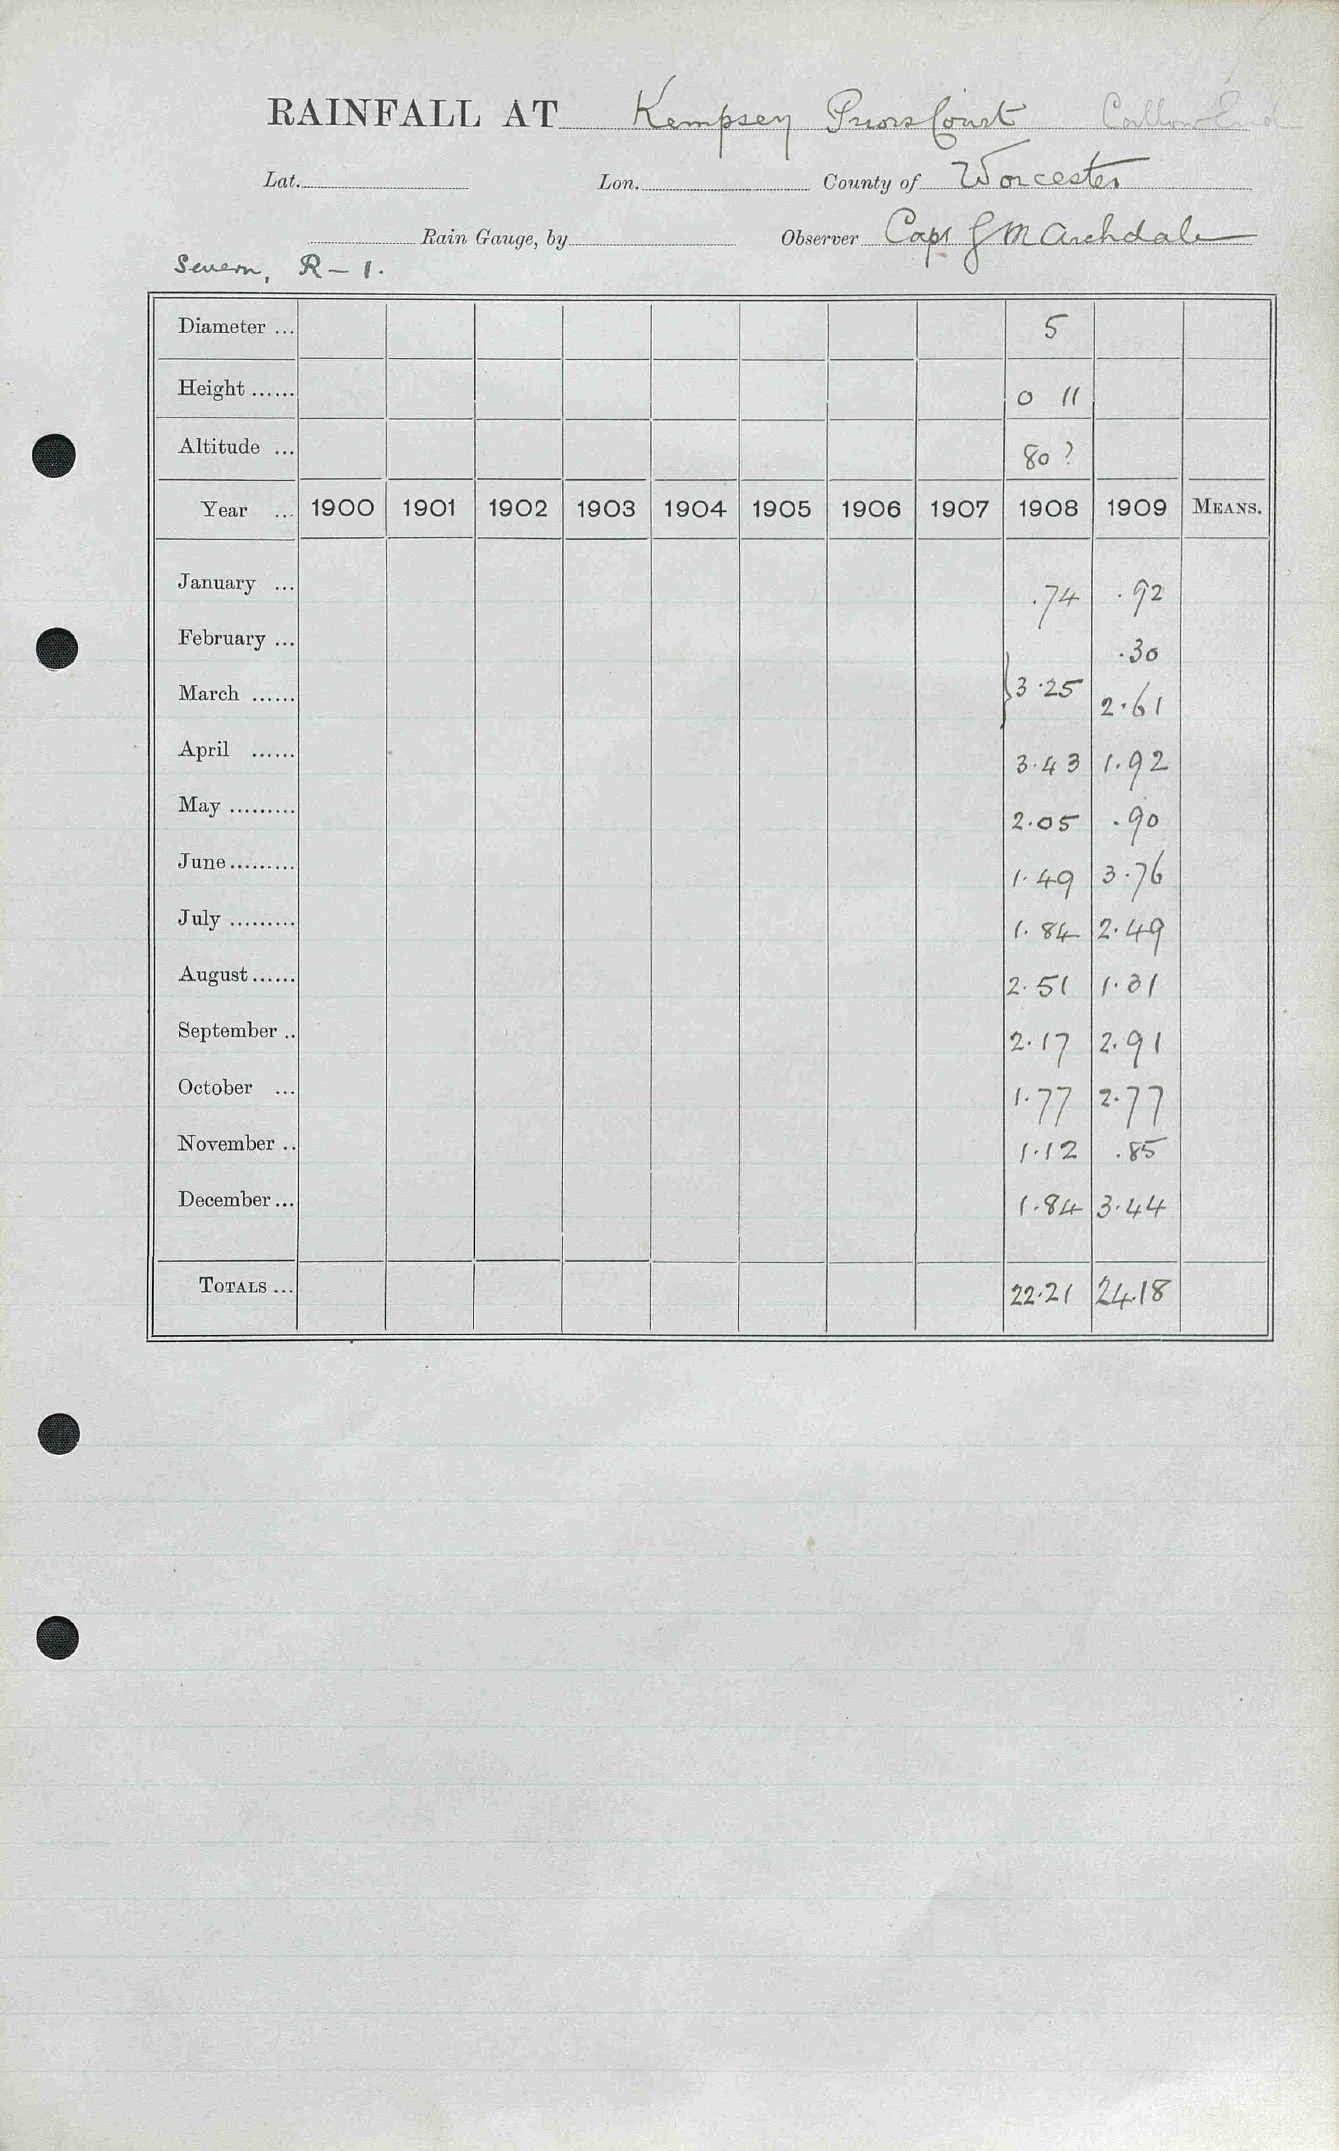 RAINFALL AT Kempsey Priors Court Callow End
Lat. Lon. County of Worcester
Rain Gauge, by Observer Capt G M Archdale
Severn, R – 1.
Diameter ... 5
Height ...... 0 11
Altitude ... 80 ?
Year ... 1900 1901 1902 1903 1904 1905 1906 1907 1908 1909 MEANS.
January ... .74 .92
February ... .30
March ...... } 3.25 2.61
April ...... 3.43 1.92
May ......... 2.05 .90
June ......... 1.49 3.76
July ......... 1.84 2.49
August ...... 2.51 1.31
September .. 2.17 2.91
October ... 1.77 2.77
November .. 1.12 .85
December ... 1.84 3.44
TOTALS ... 22.21 24.18